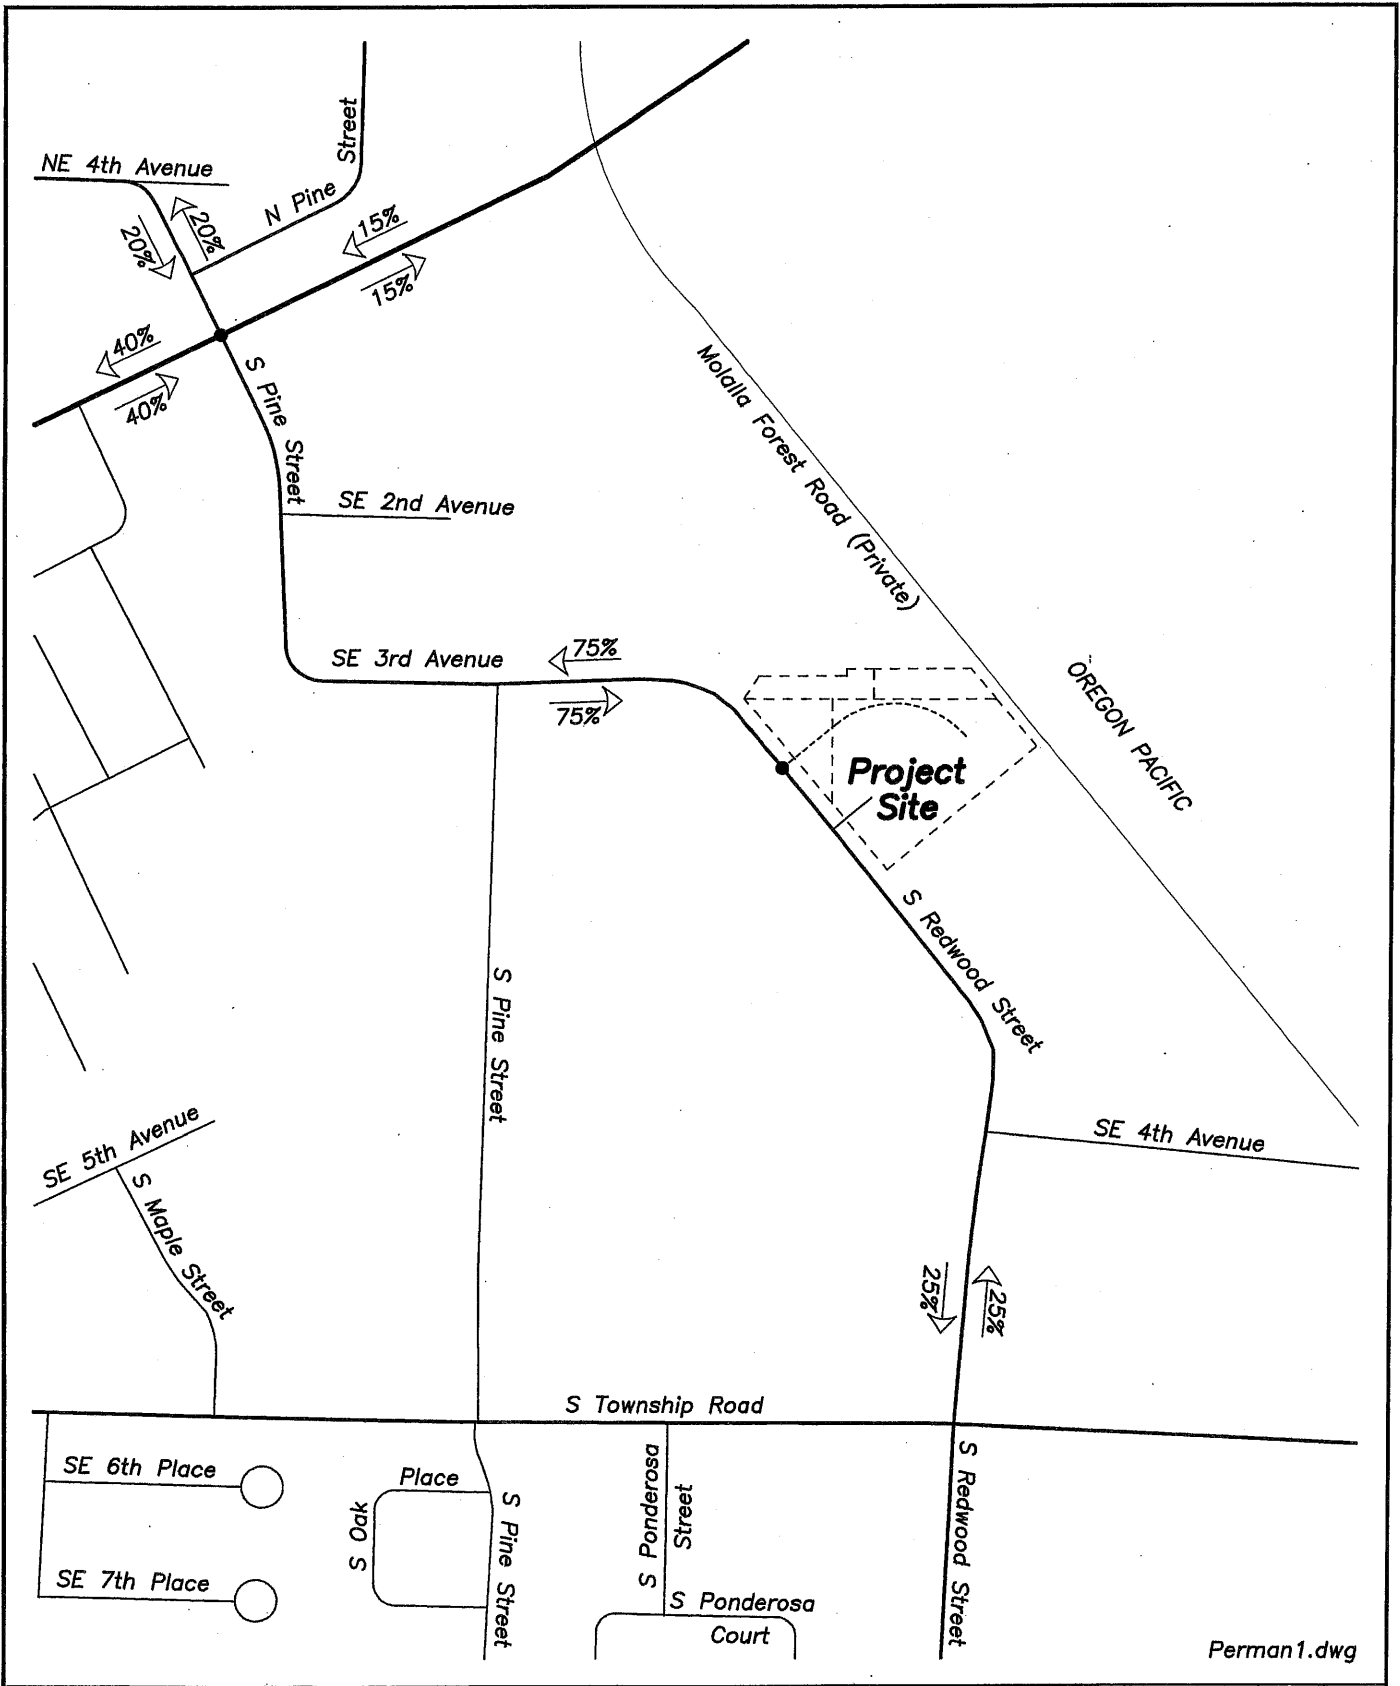 Street
NE 4th Avenue
N Pine
20%
20%
15%
15%
40%
40%
S Pine Street
Molalla Forest Road (Private)
SE 2nd Avenue
SE 3rd Avenue
75%
75%
OREGON PACIFIC
Project
Site
S Redwood Street
S Pine Street
SE 5th Avenue
SE 4th Avenue
S Maple Street
25%
25%
S Township Road
SE 6th Place
Place
S Oak
S Pine Street
S Ponderosa
Street
S Redwood Street
SE 7th Place
S Ponderosa
Court
Perman1.dwg